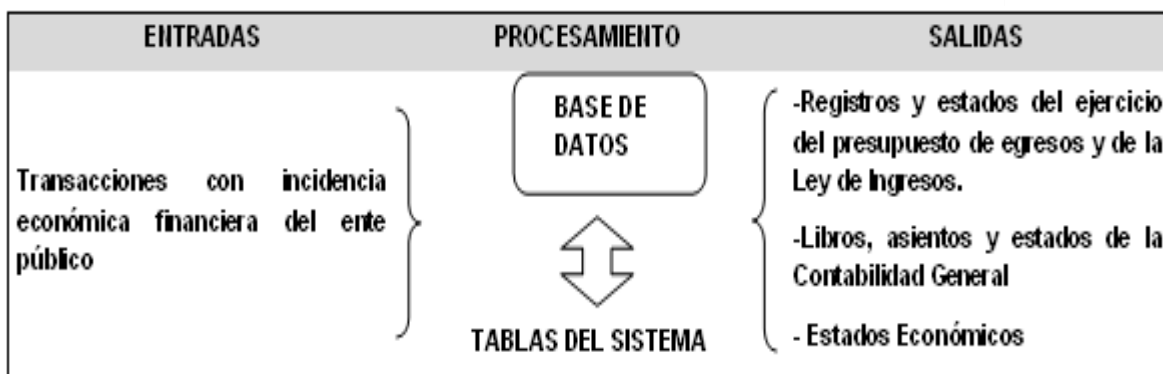 ENTRADAS
PROCESAMIENTO
SALIDAS
Transacciones con incidencia
económica financiera del ente
público
BASE DE
DATOS
TABLAS DEL SISTEMA
-Registros y estados del ejercicio
del presupuesto de egresos y de la
Ley de Ingresos.
-Libros, asientos y estados de la
Contabilidad General
- Estados Económicos